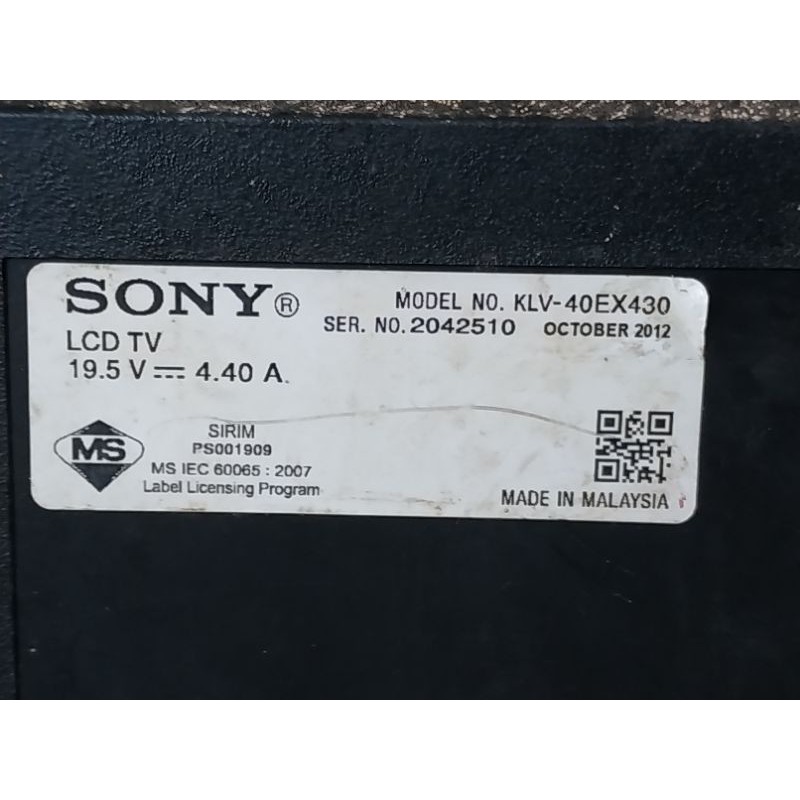 SONY®
MODEL NO. KLV-40EX430
SER. NO. 2042510 OCTOBER 2012
LCD TV
19.5 V ⎓ 4.40 A.
MS
SIRIM
PS001909
MS IEC 60065 : 2007
Label Licensing Program
MADE IN MALAYSIA